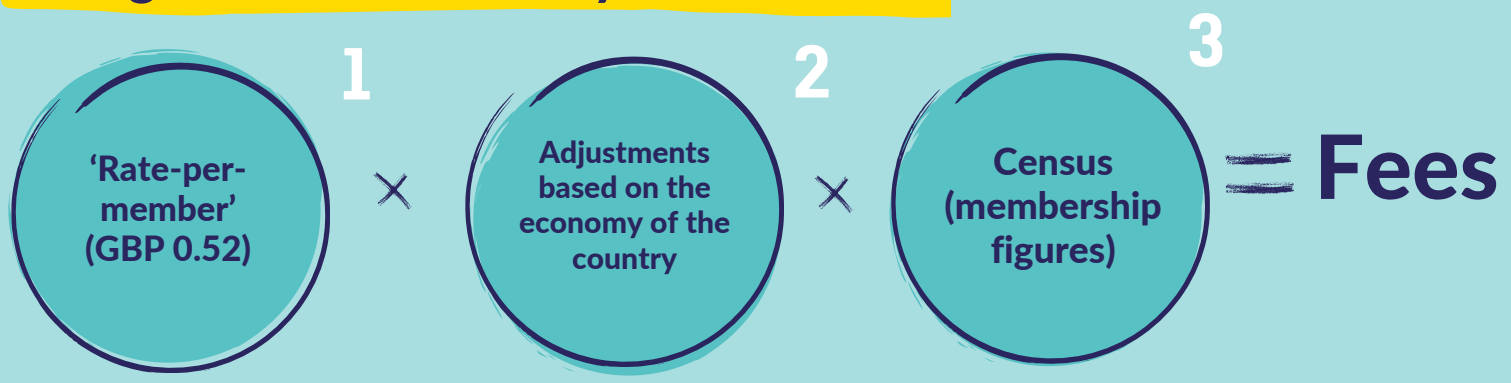 1
2
3
‘Rate-per-
member’
(GBP 0.52)
×
Adjustments
based on the
economy of the
country
×
Census
(membership
figures)
= Fees